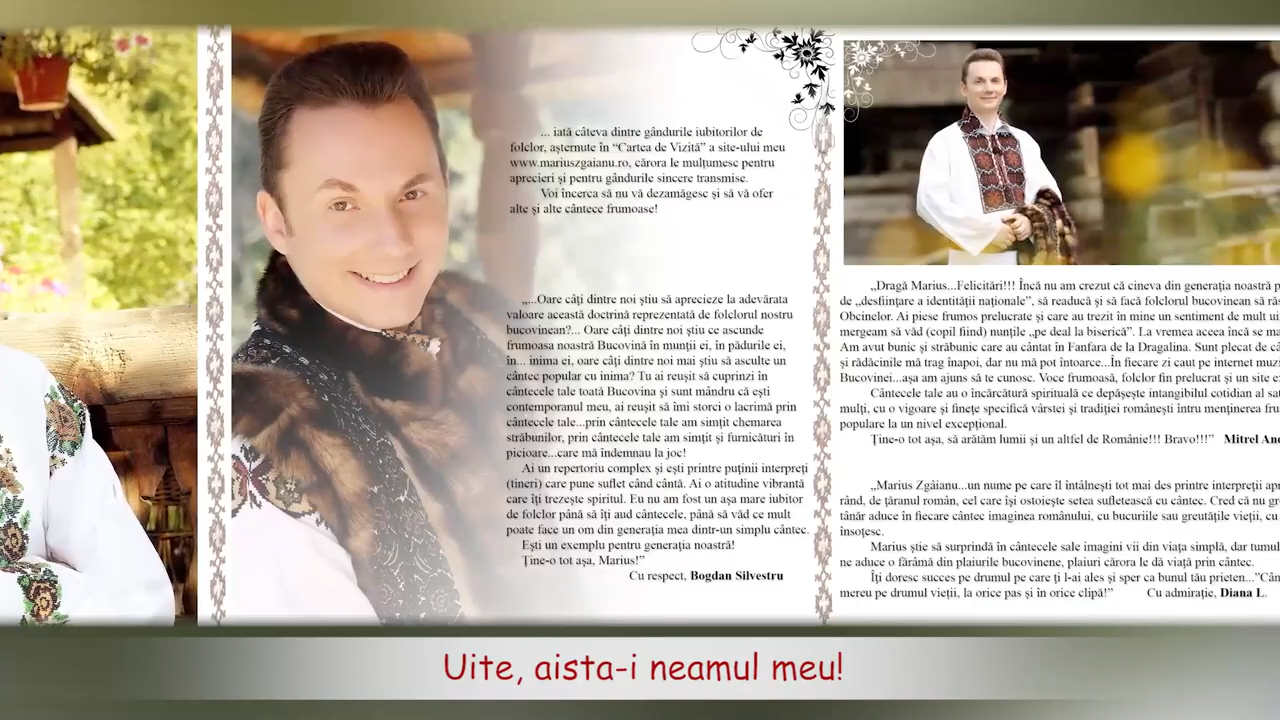 ... iată câteva dintre gândurile iubitorilor de
folclor, așternute în “Cartea de Vizită” a site-ului meu
www.mariuszgaianu.ro, cărora le mulțumesc pentru
aprecieri și pentru gândurile sincere transmise.
Voi încerca să nu vă dezamăgesc și să vă ofer
alte și alte cântece frumoase!
„...Oare câți dintre noi știu să aprecieze la adevărata
valoare această doctrină reprezentată de folclorul nostru
bucovinean?... Oare câți dintre noi știu ce ascunde
frumoasa noastră Bucovină în munții ei, în pădurile ei,
în... inima ei, oare câți dintre noi mai știu să asculte un
cântec popular cu inima? Tu ai reușit să cuprinzi în
cântecele tale toată Bucovina și sunt mândru că ești
contemporanul meu, ai reușit să îmi storci o lacrimă prin
cântecele tale...prin cântecele tale am simțit chemarea
străbunilor, prin cântecele tale am simțit și furnicături în
picioare...care mă îndemnau la joc!
Ai un repertoriu complex și ești printre puținii interpreți
(tineri) care pune suflet când cântă. Ai o atitudine vibrantă
care îți trezește spiritul. Eu nu am fost un așa mare iubitor
de folclor până să îți aud cântecele, până să văd ce mult
poate face un om din generația mea dintr-un simplu cântec.
Ești un exemplu pentru generația noastră!
Ține-o tot așa, Marius!”
Cu respect, Bogdan Silvestru
„Dragă Marius...Felicitări!!! Încă nu am crezut că cineva din generația noastră
de „desființare a identității naționale”, să readucă și să facă folclorul bucovinean să
Obcinelor. Ai piese frumos prelucrate și care au trezit in mine un sentiment de mult
mergeam să văd (copil fiind) nunțile „pe deal la biserică”. La vremea aceea încă se
Am avut bunic și străbunic care au cântat în Fanfara de la Dragalina. Sunt plecat de
și rădăcinile mă trag înapoi, dar nu mă pot întoarce...În fiecare zi caut pe internet
Bucovinei...așa am ajuns să te cunosc. Voce frumoasă, folclor fin prelucrat și un site
Cântecele tale au o încărcătură spirituală ce depășește intangibilul cotidian al
mulți, cu o vigoare și finețe specifică vârstei și tradiției românești întru menținerea
populare la un nivel excepțional.
Ține-o tot așa, să arătăm lumii și un altfel de Românie!!! Bravo!!!” Mitrel
„Marius Zgâianu...un nume pe care îl întâlnești tot mai des printre interpreții
rând, de țăranul român, cel care își ostoiește setea sufletească cu cântec. Cred că nu
tânăr aduce în fiecare cântec imaginea românului, cu bucuriile sau greutățile vieții,
însoțesc.
Marius știe să surprindă în cântecele sale imagini vii din viața simplă, dar
ne aduce o fărâmă din plaiurile bucovinene, plaiuri cărora le dă viață prin cântec.
Îți doresc succes pe drumul pe care ți l-ai ales și sper ca bunul tău prieten...
mereu pe drumul vieții, la orice pas și în orice clipă!” Cu admirație, Diana L.
Uite, aista-i neamul meu!